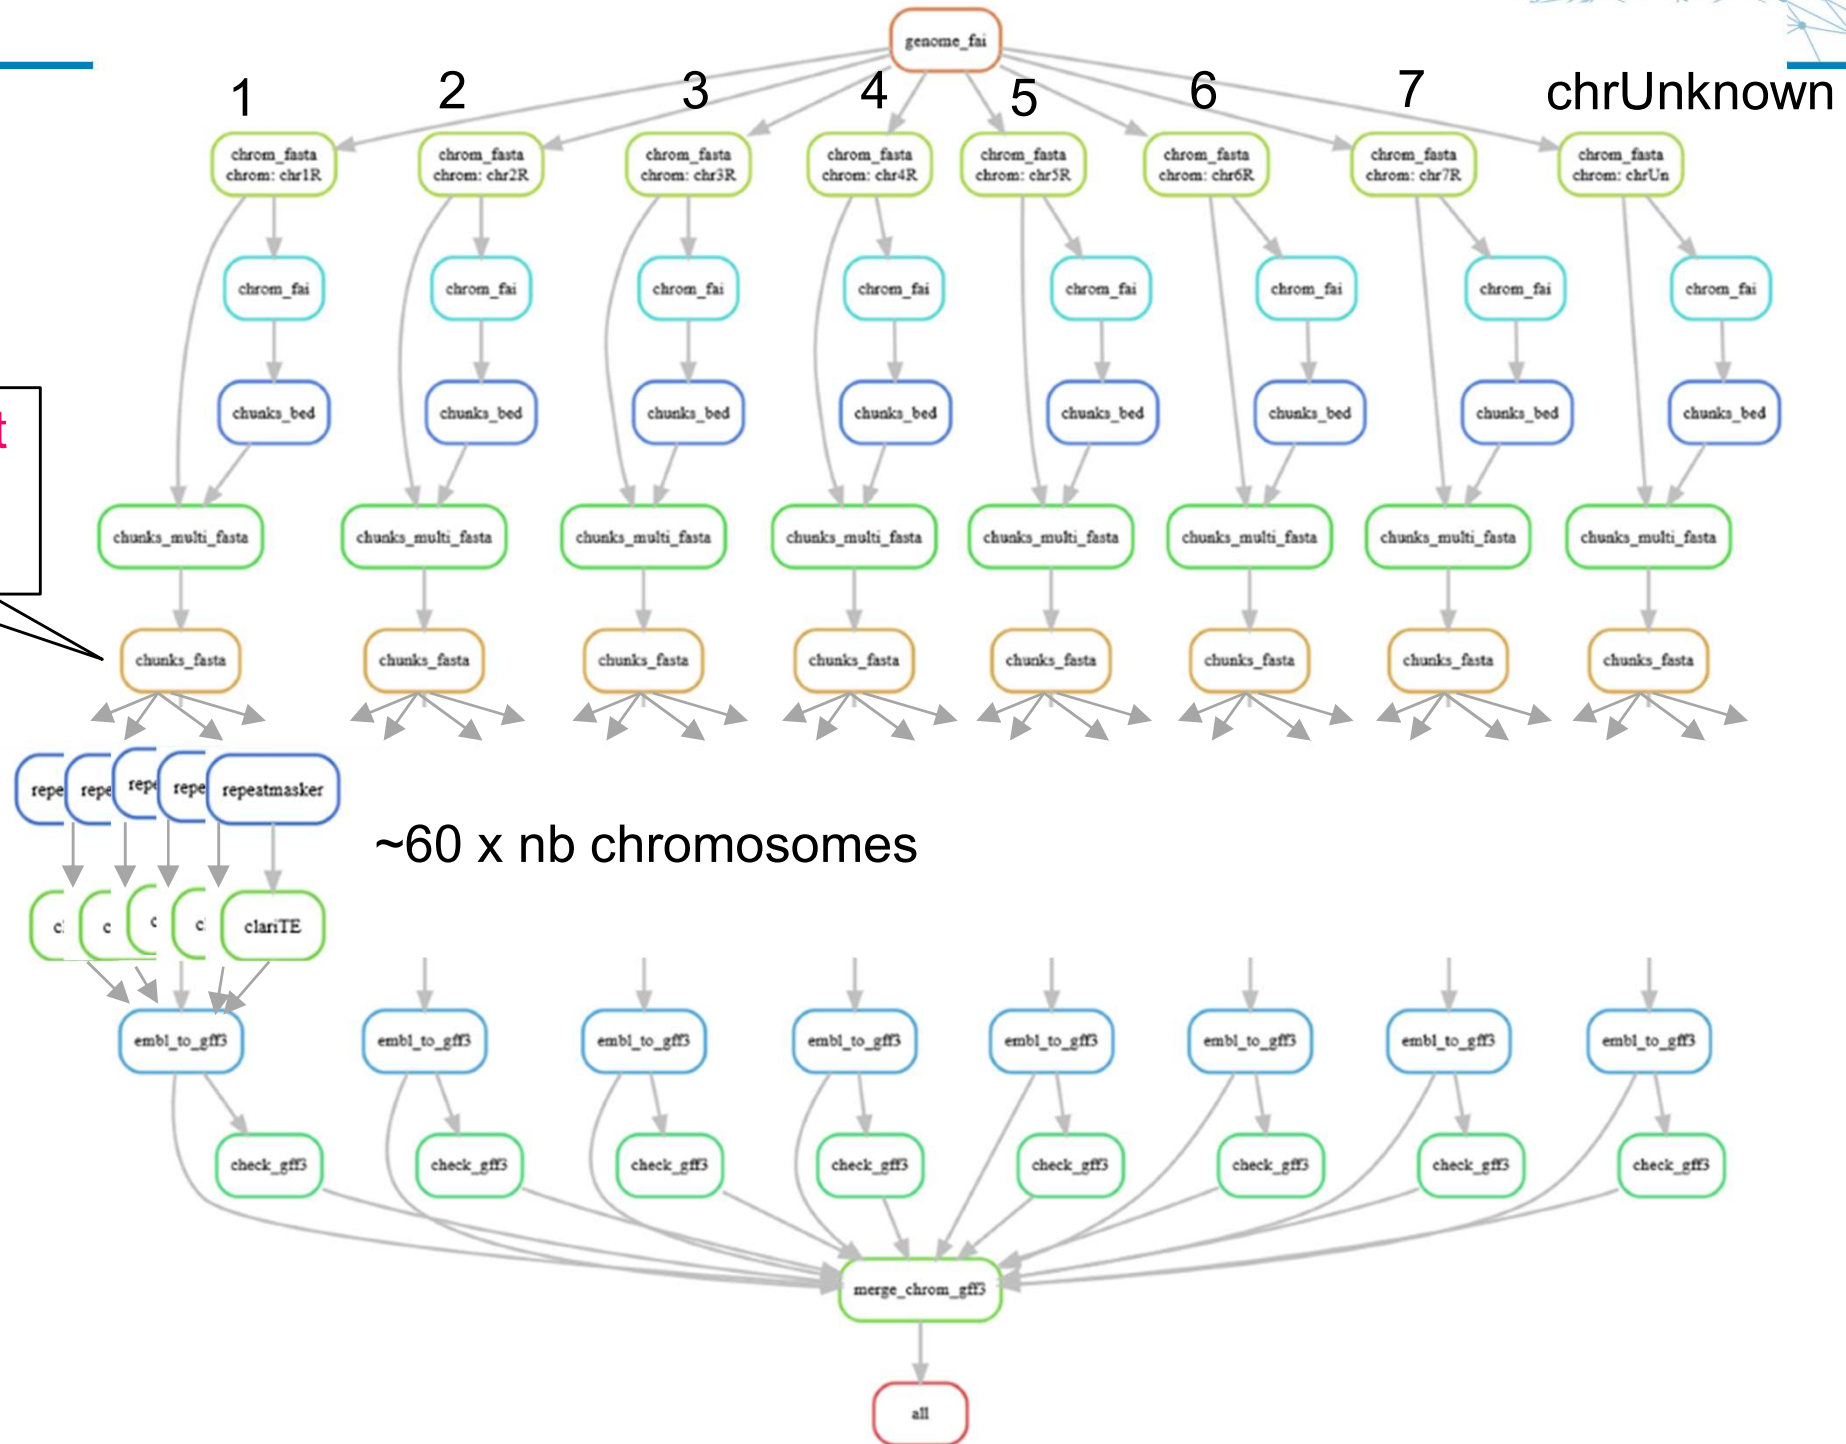 genome_fai
1 2 3 4 5 6 7 chrUnknown
chrom_fasta chrom_fasta chrom_fasta chrom_fasta chrom_fasta chrom_fasta chrom_fasta chrom_fasta
chrom: chr1R chrom: chr2R chrom: chr3R chrom: chr4R chrom: chr5R chrom: chr6R chrom: chr7R chrom: chrUn
chrom_fai chrom_fai chrom_fai chrom_fai chrom_fai chrom_fai chrom_fai chrom_fai
t
chunks_bed chunks_bed chunks_bed chunks_bed chunks_bed chunks_bed chunks_bed chunks_bed
chunks_multi_fasta chunks_multi_fasta chunks_multi_fasta chunks_multi_fasta chunks_multi_fasta chunks_multi_fasta chunks_multi_fasta chunks_multi_fasta
chunks_fasta chunks_fasta chunks_fasta chunks_fasta chunks_fasta chunks_fasta chunks_fasta chunks_fasta
repe repe repe repe repeatmasker
~60 x nb chromosomes
c c c c clariTE
embl_to_gff3 embl_to_gff3 embl_to_gff3 embl_to_gff3 embl_to_gff3 embl_to_gff3 embl_to_gff3 embl_to_gff3
check_gff3 check_gff3 check_gff3 check_gff3 check_gff3 check_gff3 check_gff3 check_gff3
merge_chrom_gff3
all